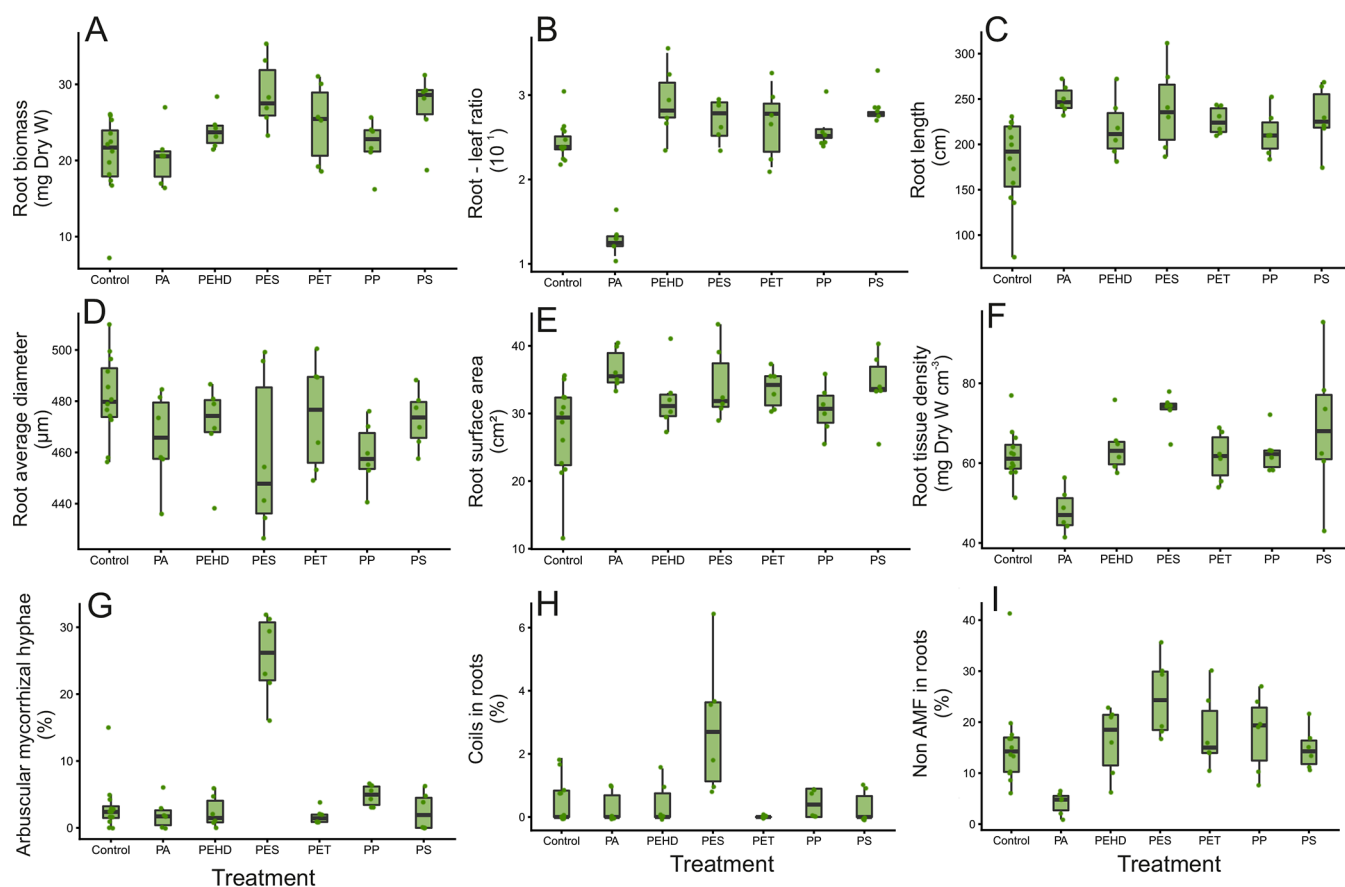 A
Root biomass
(mg Dry W)
30
20
10
Control PA PEHD PES PET PP PS
B
Root - leaf ratio
(10⁻¹)
3
2
1
Control PA PEHD PES PET PP PS
C
Root length
(cm)
300
250
200
150
100
Control PA PEHD PES PET PP PS
D
Root average diameter
(µm)
500
480
460
440
Control PA PEHD PES PET PP PS
E
Root surface area
(cm²)
40
30
20
10
Control PA PEHD PES PET PP PS
F
Root tissue density
(mg Dry W cm⁻³)
80
60
40
Control PA PEHD PES PET PP PS
G
Arbuscular mycorrhizal hyphae
(%)
30
20
10
0
Control PA PEHD PES PET PP PS
Treatment
H
Coils in roots
(%)
6
4
2
0
Control PA PEHD PES PET PP PS
Treatment
I
Non AMF in roots
(%)
40
30
20
10
0
Control PA PEHD PES PET PP PS
Treatment